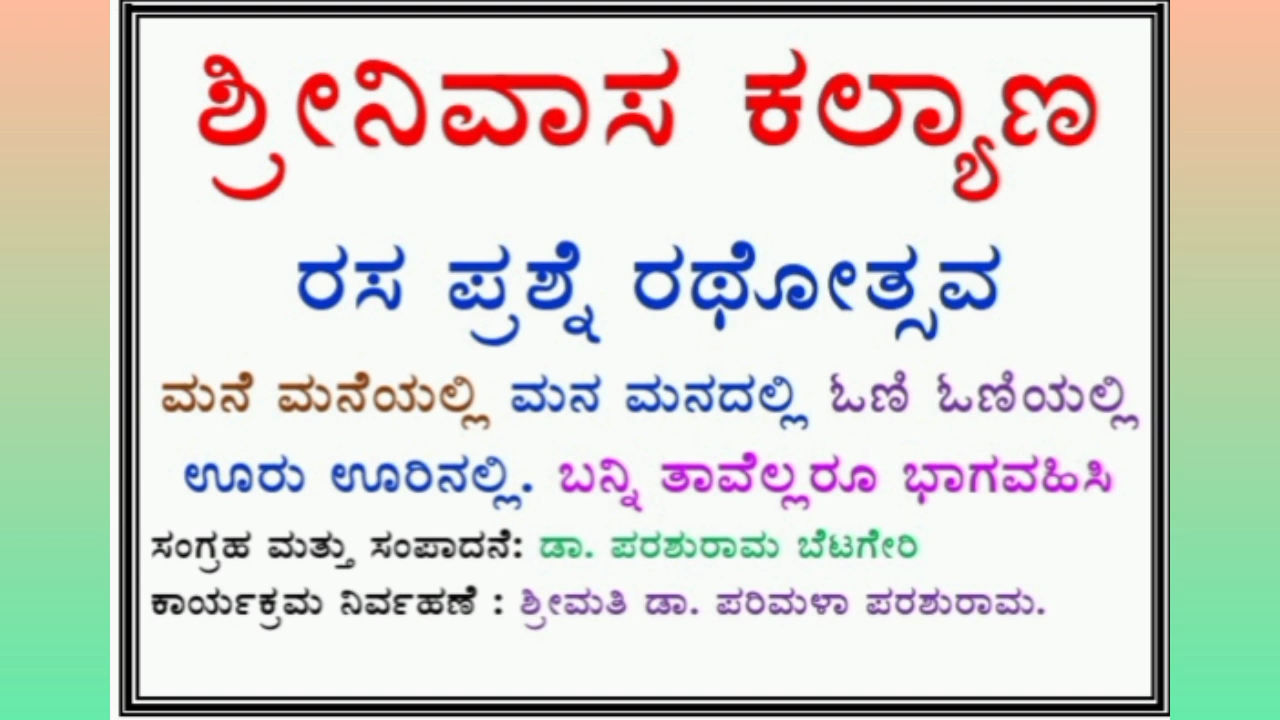 ಶ್ರೀನಿವಾಸ ಕಲ್ಯಾಣ
ರಸ ಪ್ರಶ್ನೆ ರಥೋತ್ಸವ
ಮನೆ ಮನೆಯಲ್ಲಿ ಮನ ಮನದಲ್ಲಿ ಓಣಿ ಓಣಿಯಲ್ಲಿ
ಊರು ಊರಿನಲ್ಲಿ. ಬನ್ನಿ ತಾವೆಲ್ಲರೂ ಭಾಗವಹಿಸಿ
ಸಂಗ್ರಹ ಮತ್ತು ಸಂಪಾದನೆ: ಡಾ. ಪರಶುರಾಮ ಬೆಟಗೇರಿ
ಕಾರ್ಯಕ್ರಮ ನಿರ್ವಹಣೆ : ಶ್ರೀಮತಿ ಡಾ. ಪರಿಮಳಾ ಪರಶುರಾಮ.